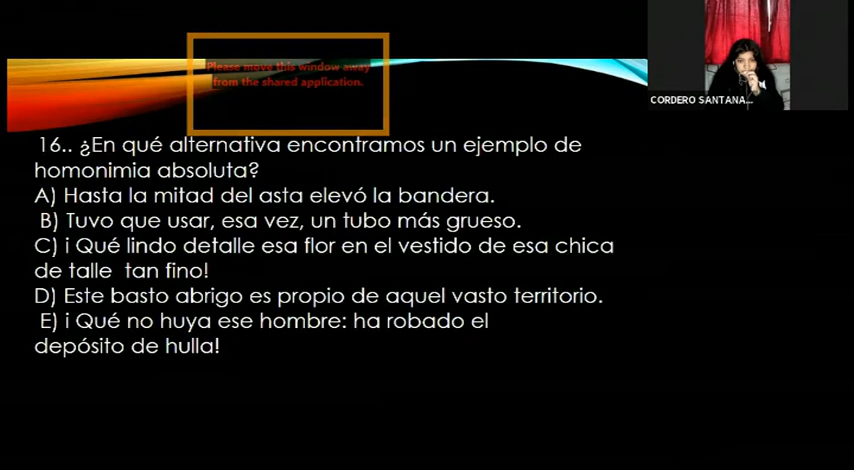 Please move this window away
from the shared application.
CORDERO SANTANA...
16.. ¿En qué alternativa encontramos un ejemplo de
homonimia absoluta?
A) Hasta la mitad del asta elevó la bandera.
B) Tuvo que usar, esa vez, un tubo más grueso.
C) i Qué lindo detalle esa flor en el vestido de esa chica
de talle tan fino!
D) Este basto abrigo es propio de aquel vasto territorio.
E) i Qué no huya ese hombre: ha robado el
depósito de hulla!